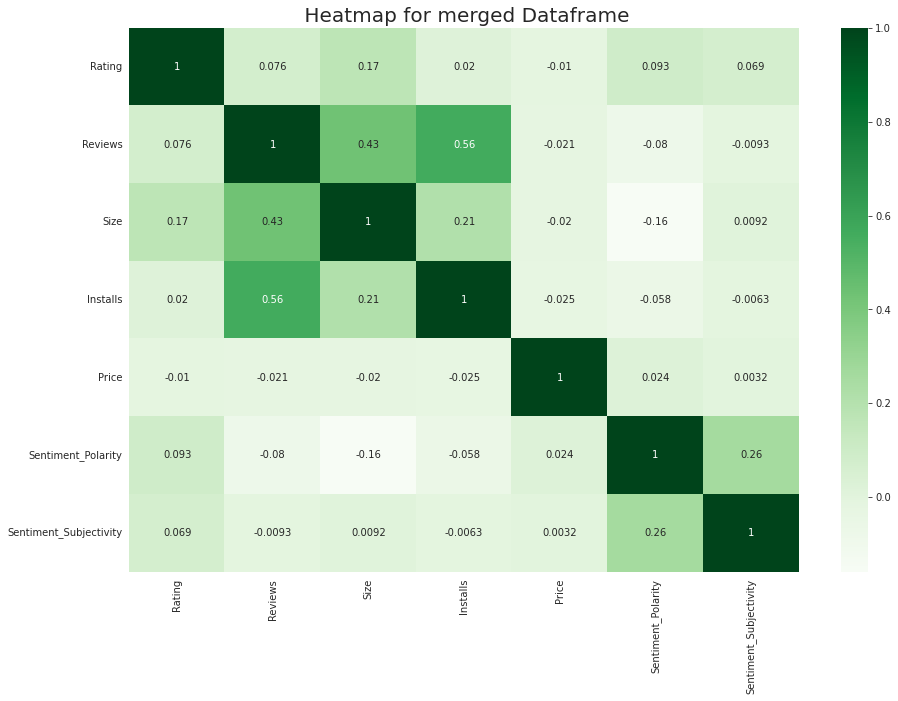 Heatmap for merged Dataframe
Rating 1 0.076 0.17 0.02 -0.01 0.093 0.069
Reviews 0.076 1 0.43 0.56 -0.021 -0.08 -0.0093
Size 0.17 0.43 1 0.21 -0.02 -0.16 0.0092
Installs 0.02 0.56 0.21 1 -0.025 -0.058 -0.0063
Price -0.01 -0.021 -0.02 -0.025 1 0.024 0.0032
Sentiment_Polarity 0.093 -0.08 -0.16 -0.058 0.024 1 0.26
Sentiment_Subjectivity 0.069 -0.0093 0.0092 -0.0063 0.0032 0.26 1
Rating
Reviews
Size
Installs
Price
Sentiment_Polarity
Sentiment_Subjectivity
1.0
0.8
0.6
0.4
0.2
0.0